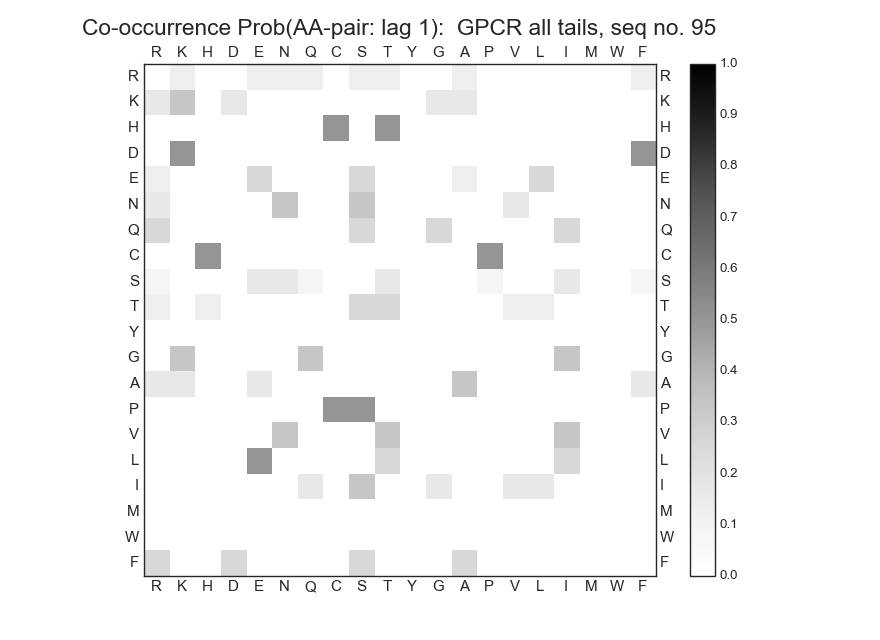 Co-occurrence Prob(AA-pair: lag 1):  GPCR all tails, seq no. 95
R K H D E N Q C S T Y G A P V L I M W F
R R
K K
H H
D D
E E
N N
Q Q
C C
S S
T T
Y Y
G G
A A
P P
V V
L L
I I
M M
W W
F F
R K H D E N Q C S T Y G A P V L I M W F
1.0
0.9
0.8
0.7
0.6
0.5
0.4
0.3
0.2
0.1
0.0